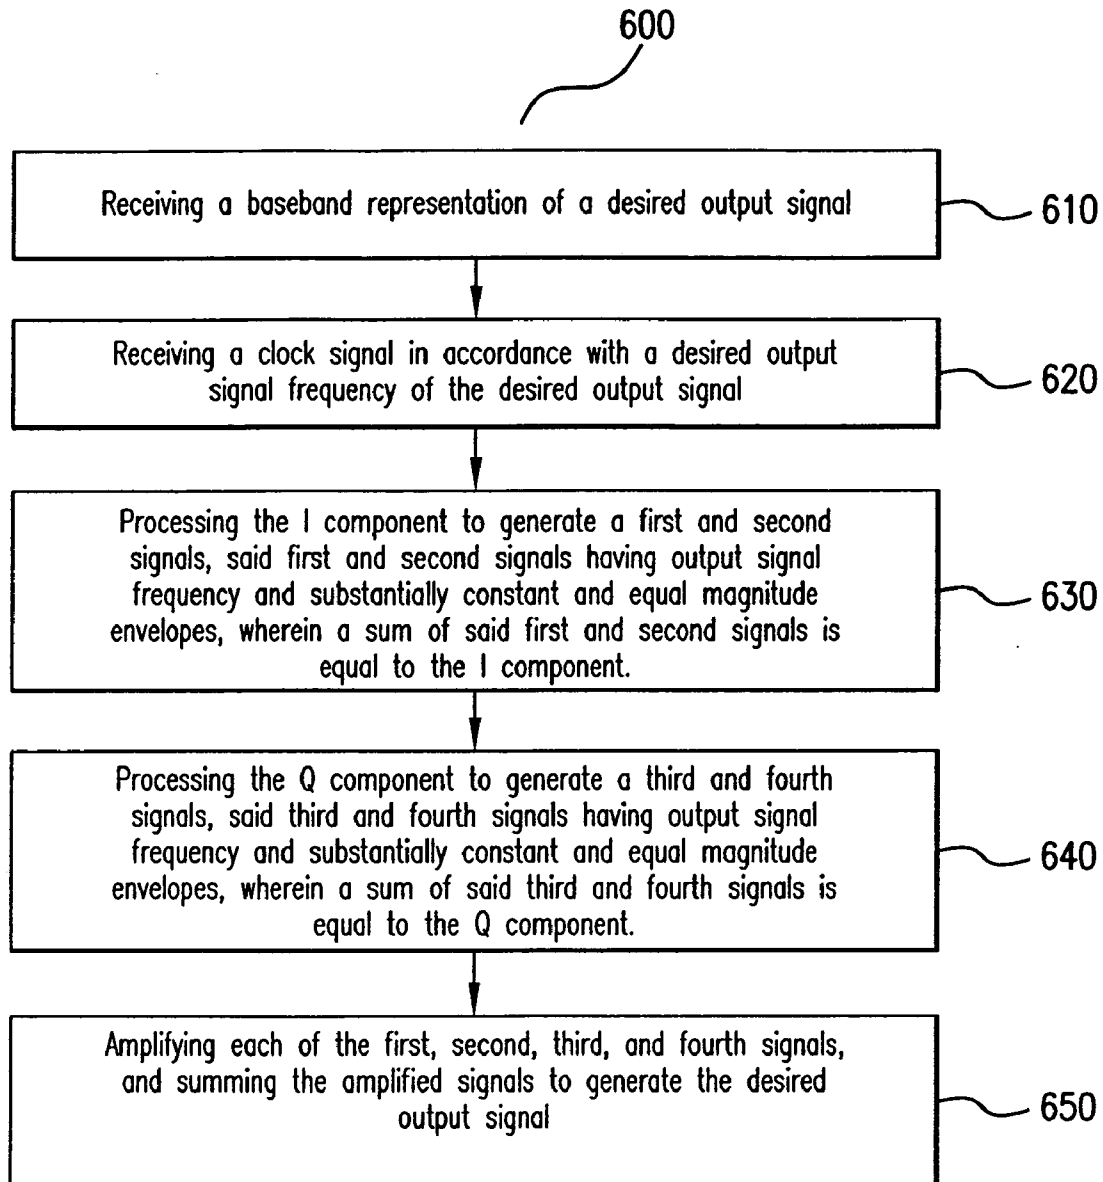 600
Receiving a baseband representation of a desired output signal
610
Receiving a clock signal in accordance with a desired output
signal frequency of the desired output signal
620
Processing the I component to generate a first and second
signals, said first and second signals having output signal
frequency and substantially constant and equal magnitude
envelopes, wherein a sum of said first and second signals is
equal to the I component.
630
Processing the Q component to generate a third and fourth
signals, said third and fourth signals having output signal
frequency and substantially constant and equal magnitude
envelopes, wherein a sum of said third and fourth signals is
equal to the Q component.
640
Amplifying each of the first, second, third, and fourth signals,
and summing the amplified signals to generate the desired
output signal
650